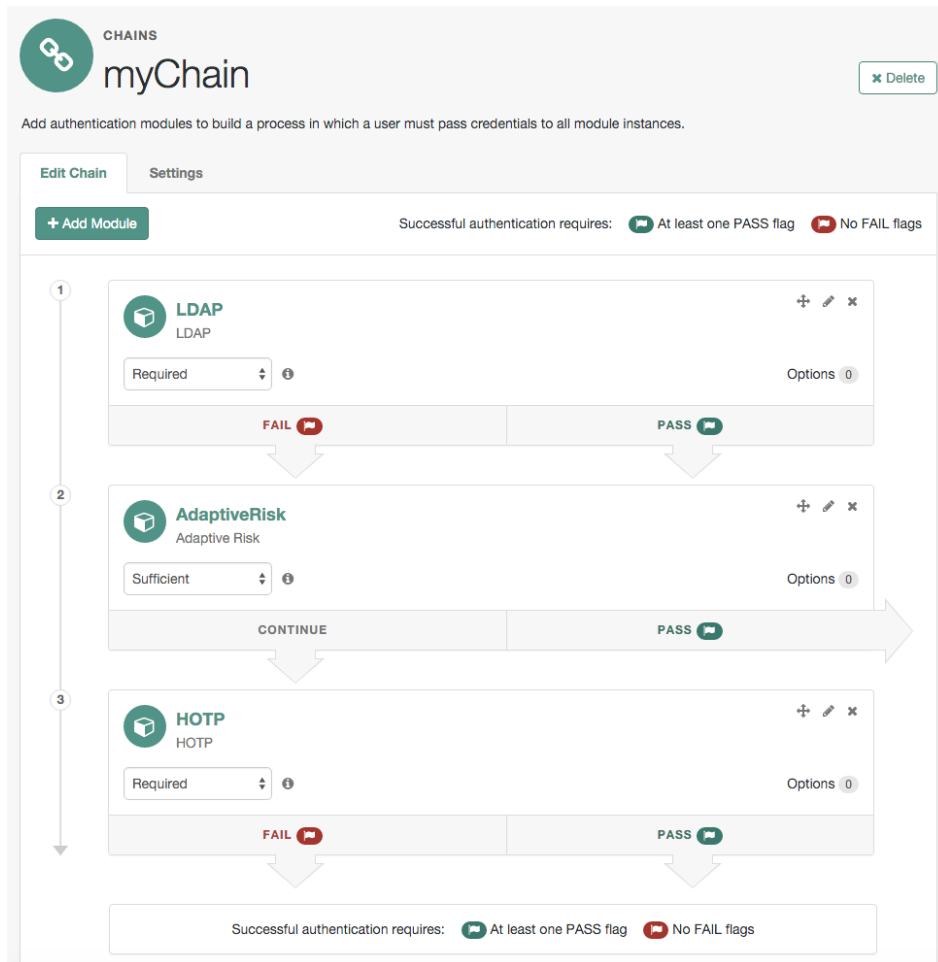 CHAINS
myChain
Delete
Add authentication modules to build a process in which a user must pass credentials to all module instances.
Edit Chain Settings
+ Add Module Successful authentication requires: At least one PASS flag No FAIL flags
1
LDAP
LDAP
Required Options 0
FAIL PASS
2
AdaptiveRisk
Adaptive Risk
Sufficient Options 0
CONTINUE PASS
3
HOTP
HOTP
Required Options 0
FAIL PASS
Successful authentication requires: At least one PASS flag No FAIL flags